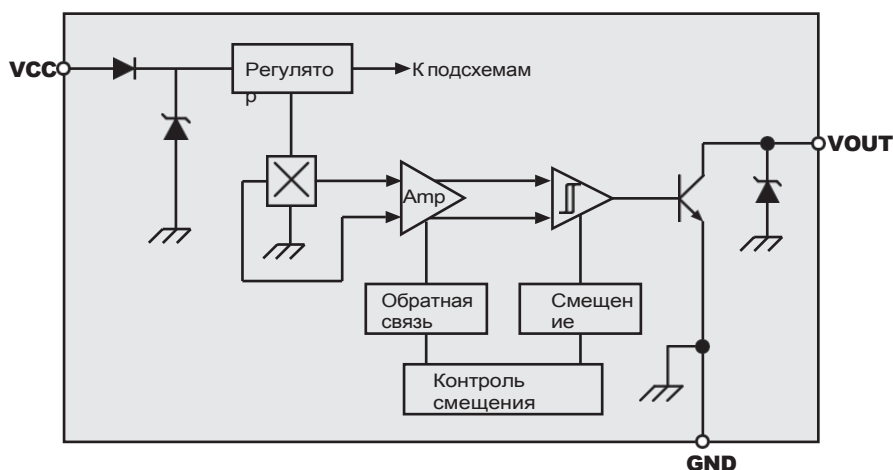 VCC
Регулято
р
К подсхемам
VOUT
Amp
Обратная
связь
Смещен
ие
Контроль
смещения
GND